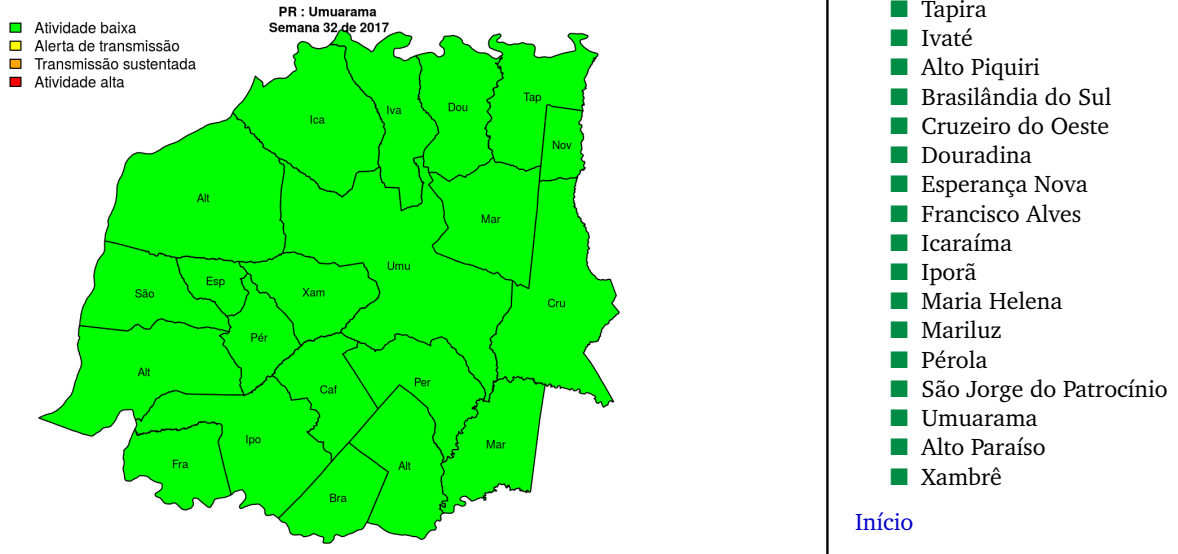 PR : Umuarama
Semana 32 de 2017
Atividade baixa
Alerta de transmissão
Transmissão sustentada
Atividade alta
Ica
Iva
Dou
Tap
Nov
Alt
Mar
Umu
Esp
São
Xam
Cru
Pér
Alt
Caf
Per
Ipo
Mar
Fra
Alt
Bra
Tapira
Ivaté
Alto Piquiri
Brasilândia do Sul
Cruzeiro do Oeste
Douradina
Esperança Nova
Francisco Alves
Icaraíma
Iporã
Maria Helena
Mariluz
Pérola
São Jorge do Patrocínio
Umuarama
Alto Paraíso
Xambrê
Início